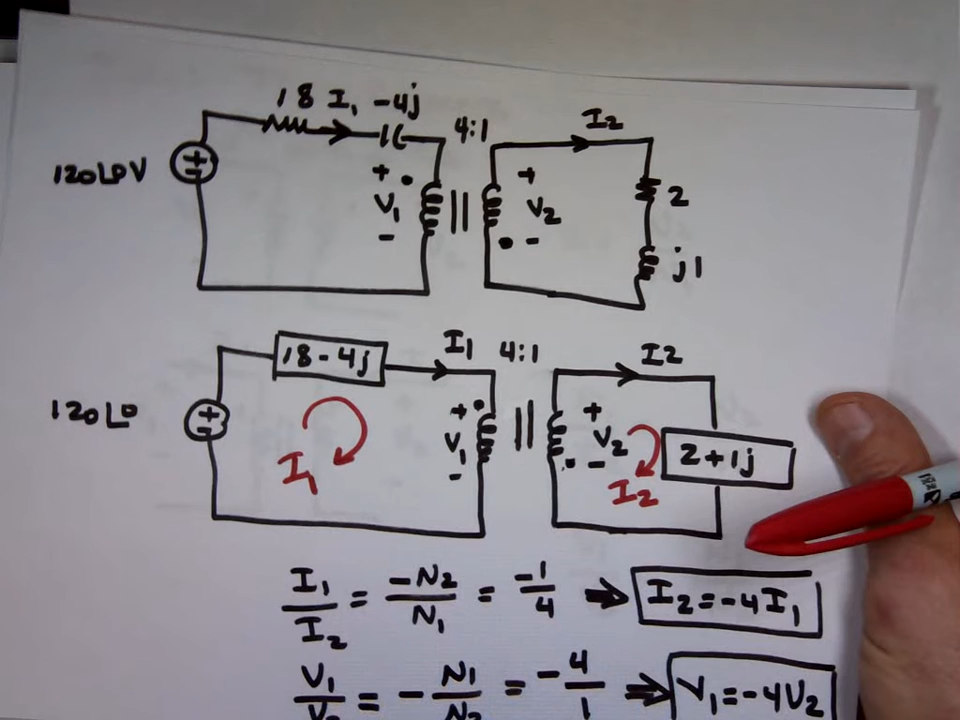 18 I₁ -4j
4:1
I₂
120∠0 V
+
V₁
-
+
V₂
-
2
j1
18-4j
I₁
4:1
I2
120∠0
+
V₁
-
+
V₂
-
2+1j
I₁
I₂
I₁/I₂ = -N₂/N₁ = -1/4 ⇒ I₂=-4I₁
V₁/V₂ = -N₁/N₂ = -4/1 ⇒ V₁=-4V₂